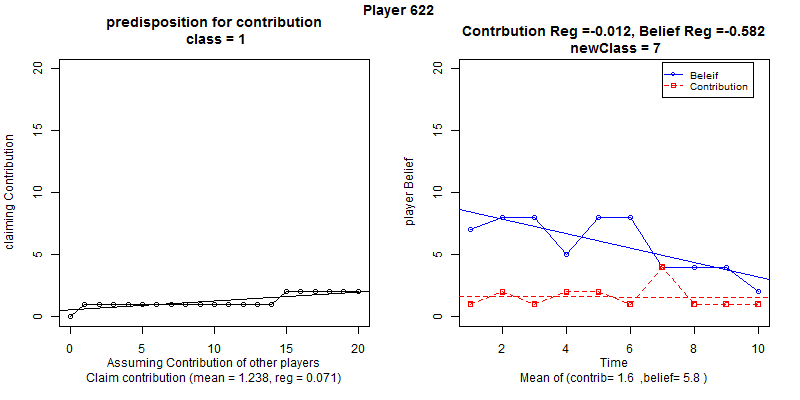 Player 622
predisposition for contribution
class = 1
claiming Contribution
0
5
10
15
20
0
5
10
15
20
Assuming Contribution of other players
Claim contribution (mean = 1.238, reg = 0.071)
Contrbution Reg =-0.012, Belief Reg =-0.582
newClass = 7
Beleif
Contribution
player Belief
0
5
10
15
20
2
4
6
8
10
Time
Mean of (contrib= 1.6 ,belief= 5.8 )